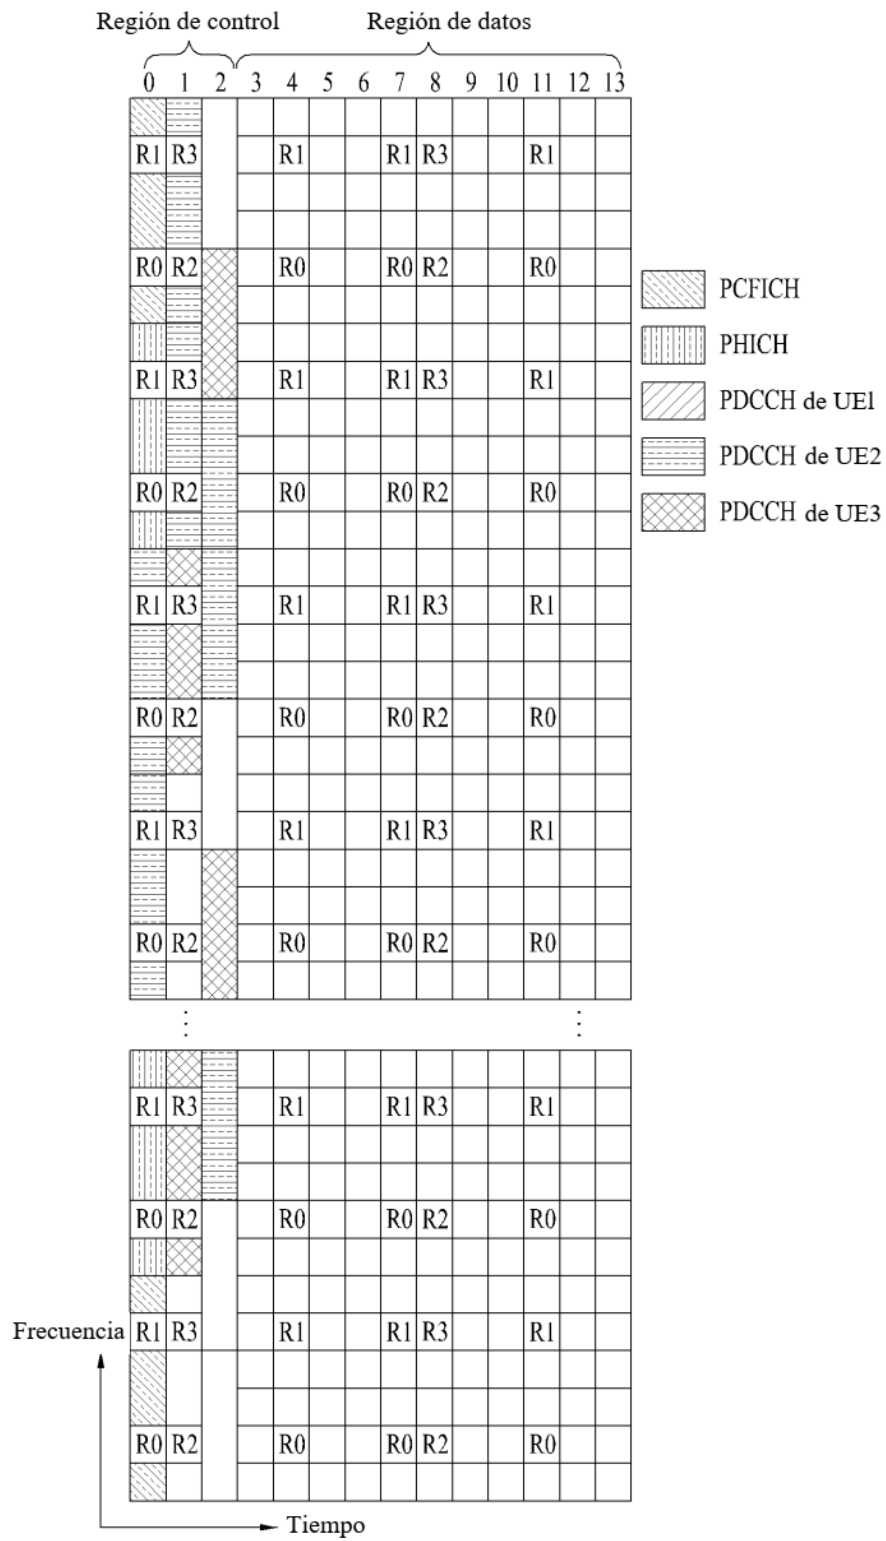 Región de control Región de datos
0 1 2 3 4 5 6 7 8 9 10 11 12 13
R1 R3 R1 R1 R3 R1
R0 R2 R0 R0 R2 R0
PCFICH
PHICH
R1 R3 R1 R1 R3 R1
PDCCH de UE1
PDCCH de UE2
R0 R2 R0 R0 R2 R0
PDCCH de UE3
R1 R3 R1 R1 R3 R1
R0 R2 R0 R0 R2 R0
R1 R3 R1 R1 R3 R1
R0 R2 R0 R0 R2 R0
R1 R3 R1 R1 R3 R1
R0 R2 R0 R0 R2 R0
Frecuencia R1 R3 R1 R1 R3 R1
R0 R2 R0 R0 R2 R0
Tiempo